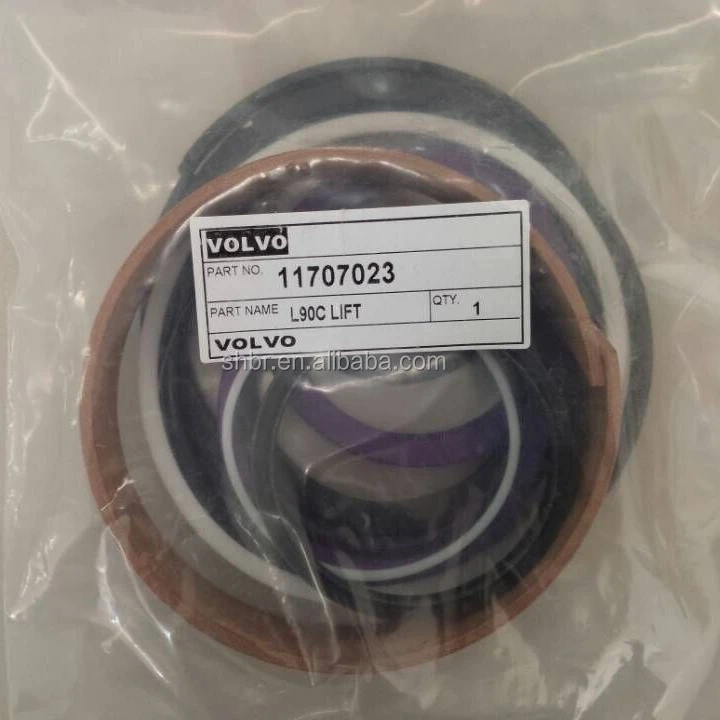 VOLVO
PART NO. 11707023
PART NAME L90C LIFT QTY. 1
VOLVO
shbr.en.alibaba.com